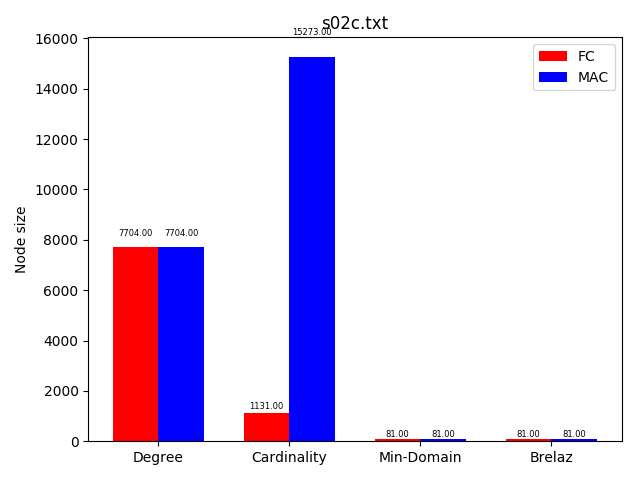 s02c.txt
Node size
16000
14000
12000
10000
8000
6000
4000
2000
0
15273.00
7704.00 7704.00
1131.00
81.00 81.00 81.00 81.00
FC
MAC
Degree Cardinality Min-Domain Brelaz